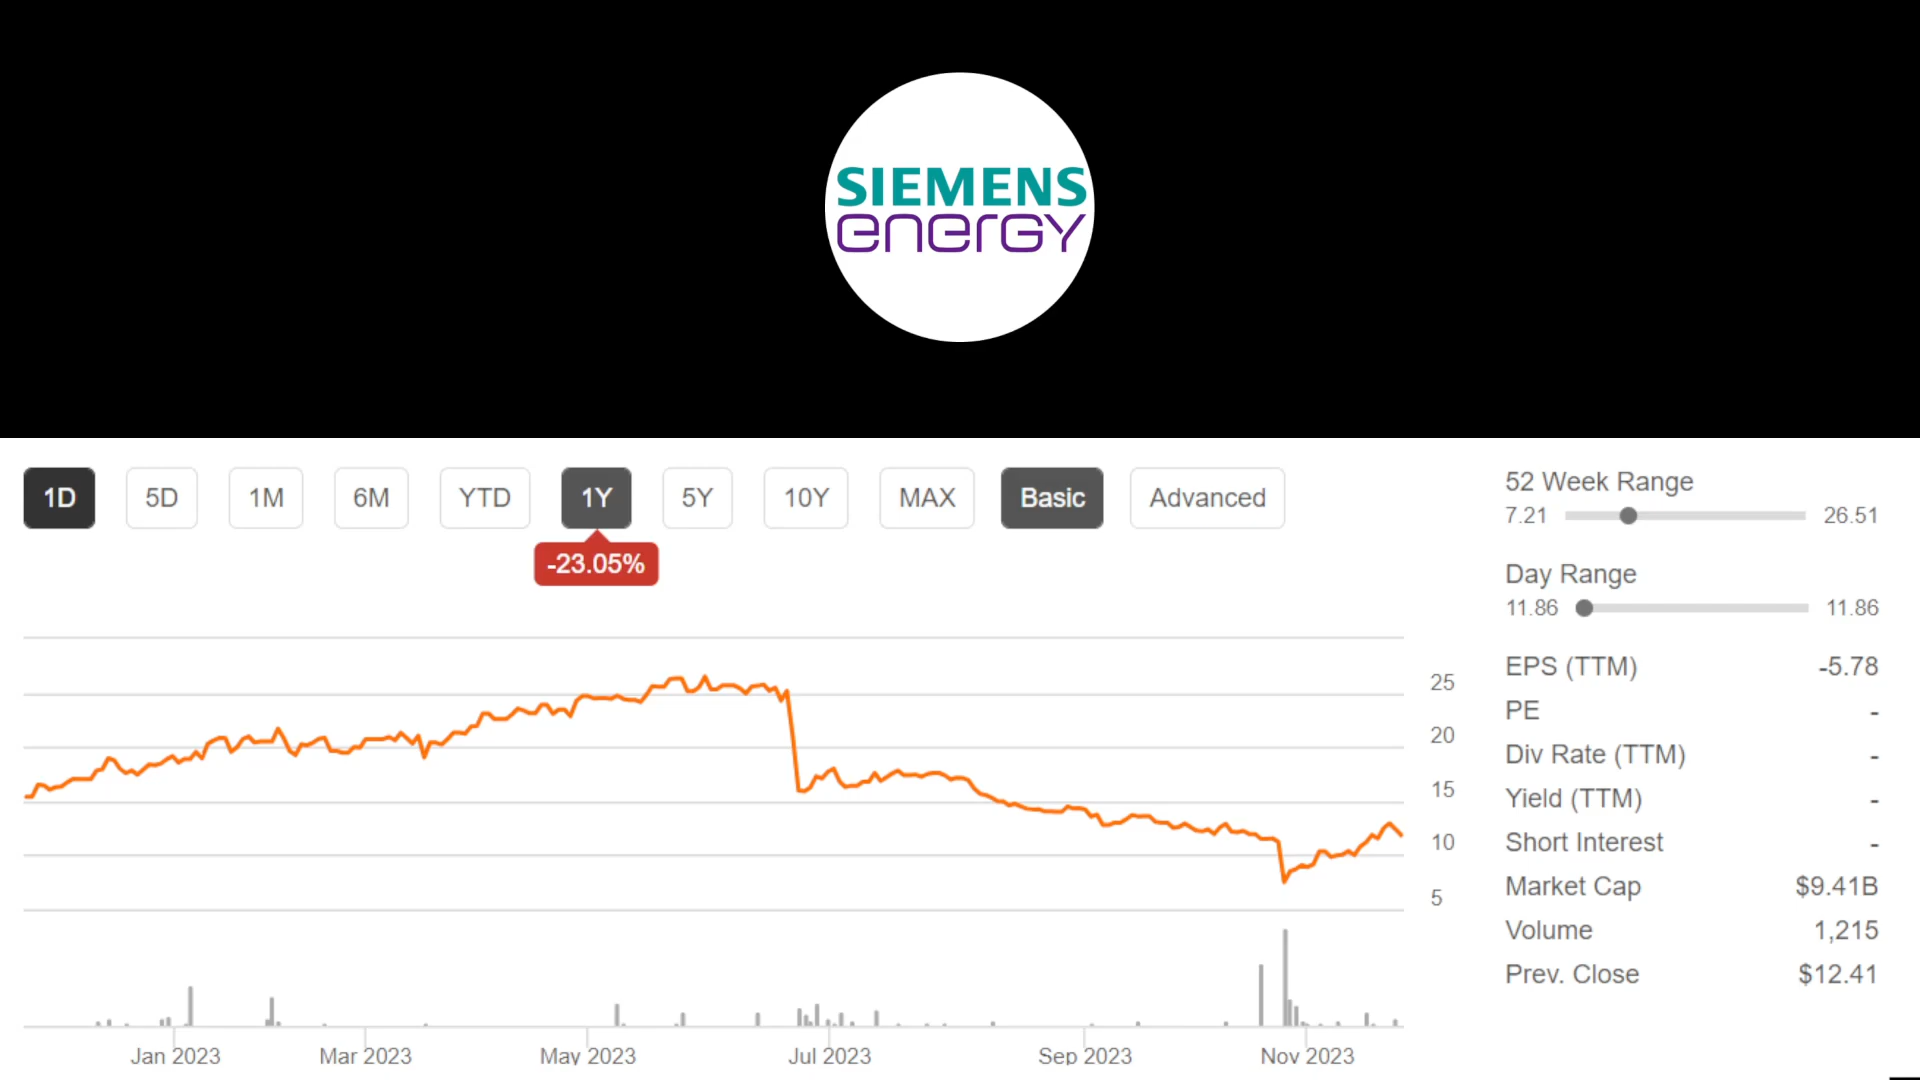 SIEMENS
energy
1D 5D 1M 6M YTD 1Y 5Y 10Y MAX Basic Advanced
-23.05%
25
20
15
10
5
Jan 2023 Mar 2023 May 2023 Jul 2023 Sep 2023 Nov 2023
52 Week Range
7.21 26.51
Day Range
11.86 11.86
EPS (TTM) -5.78
PE -
Div Rate (TTM) -
Yield (TTM) -
Short Interest -
Market Cap $9.41B
Volume 1,215
Prev. Close $12.41